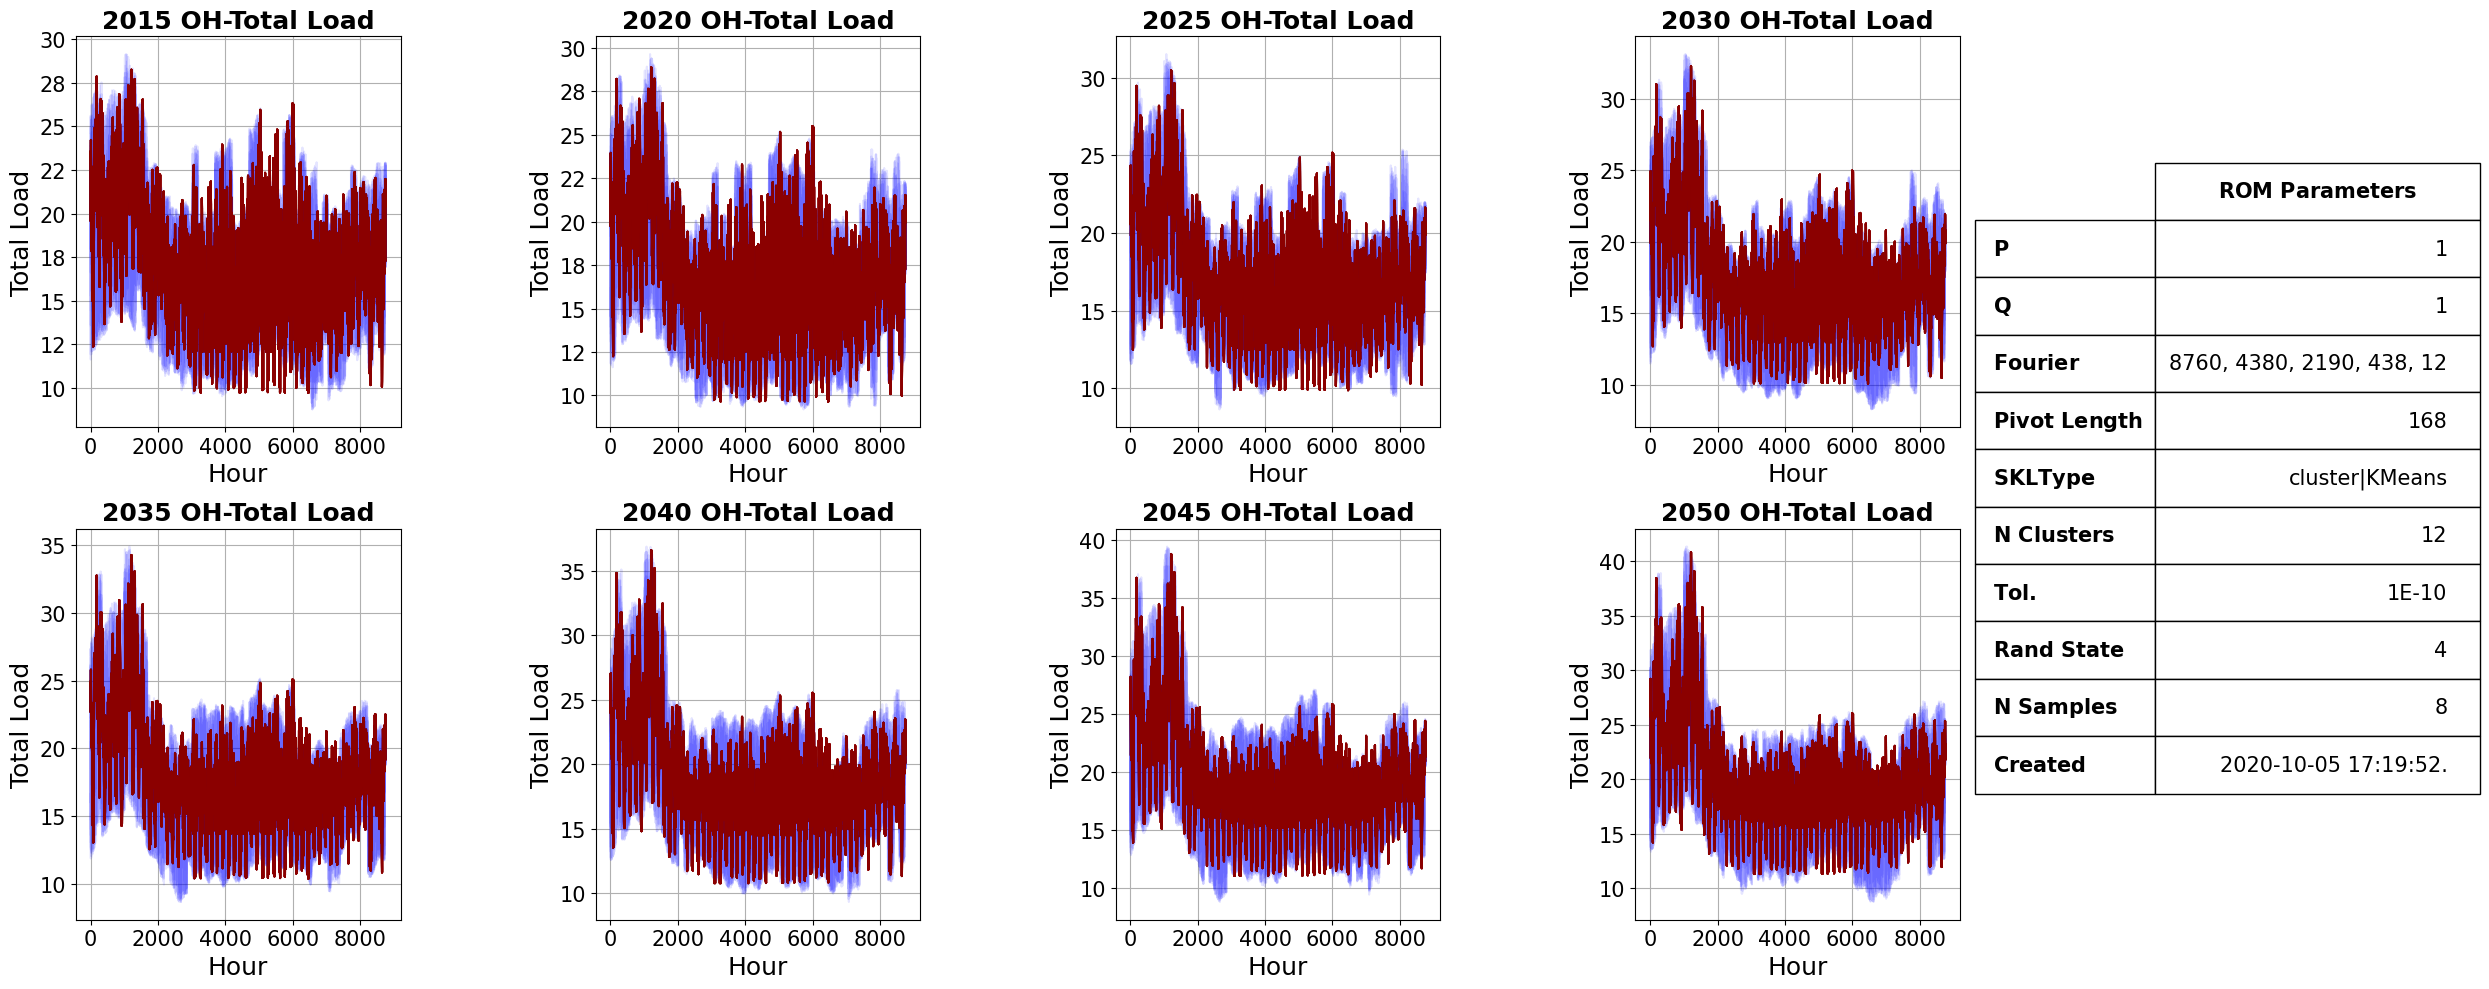 2015 OH-Total Load
30
28
25
22
20
18
15
12
10
Total Load
0 2000 4000 6000 8000
Hour
2020 OH-Total Load
30
28
25
22
20
18
15
12
10
Total Load
0 2000 4000 6000 8000
Hour
2025 OH-Total Load
30
25
20
15
10
Total Load
0 2000 4000 6000 8000
Hour
2030 OH-Total Load
30
25
20
15
10
Total Load
0 2000 4000 6000 8000
Hour
2035 OH-Total Load
35
30
25
20
15
10
Total Load
0 2000 4000 6000 8000
Hour
2040 OH-Total Load
35
30
25
20
15
10
Total Load
0 2000 4000 6000 8000
Hour
2045 OH-Total Load
40
35
30
25
20
15
10
Total Load
0 2000 4000 6000 8000
Hour
2050 OH-Total Load
40
35
30
25
20
15
10
Total Load
0 2000 4000 6000 8000
Hour
ROM Parameters
P 1
Q 1
Fourier 8760, 4380, 2190, 438, 12
Pivot Length 168
SKLType cluster|KMeans
N Clusters 12
Tol. 1E-10
Rand State 4
N Samples 8
Created 2020-10-05 17:19:52.